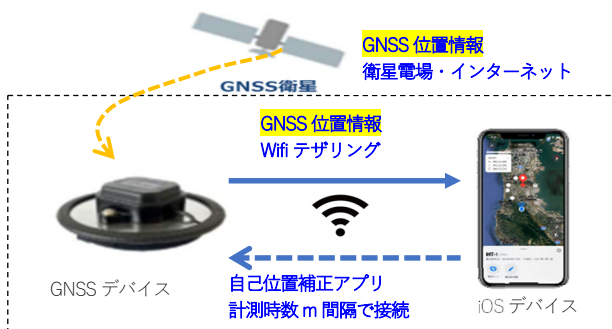 GNSS 位置情報
衛星電場・インターネット
GNSS衛星
GNSS 位置情報
Wifi テザリング
自己位置補正アプリ
計測時数 m 間隔で接続
GNSS デバイス
iOS デバイス